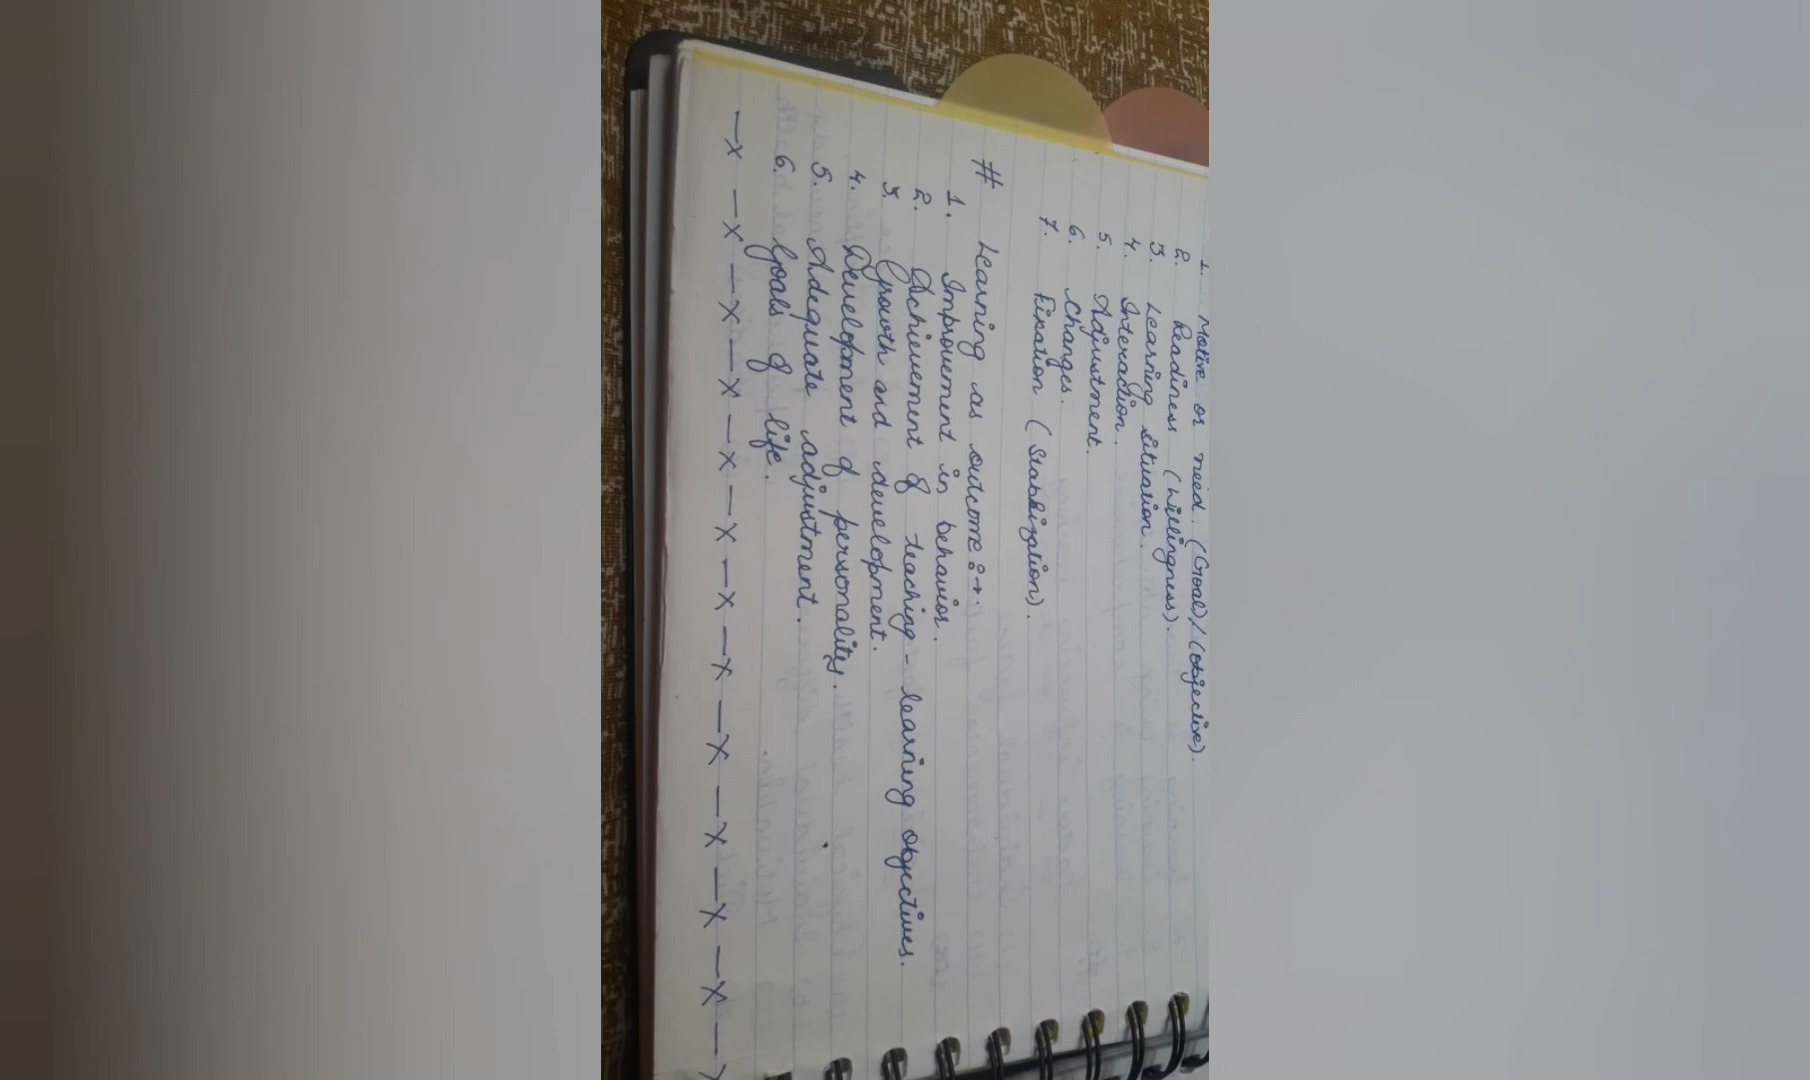 1. Motive or need. (Goal)/(objective).
2. Readiness (Willingness).
3. Learning situation.
4. Interaction.
5. Adjustment.
6. Changes.
7. Fixation (Stabilization).
# Learning as outcome :→.
1. Improvement in behavior.
2. Achievement of teaching-learning objectives.
3. Growth and development.
4. Development of personality.
5. Adequate adjustment.
6. Goals of life.
—x—x—x—x—x—x—x—x—x—x—x—x—